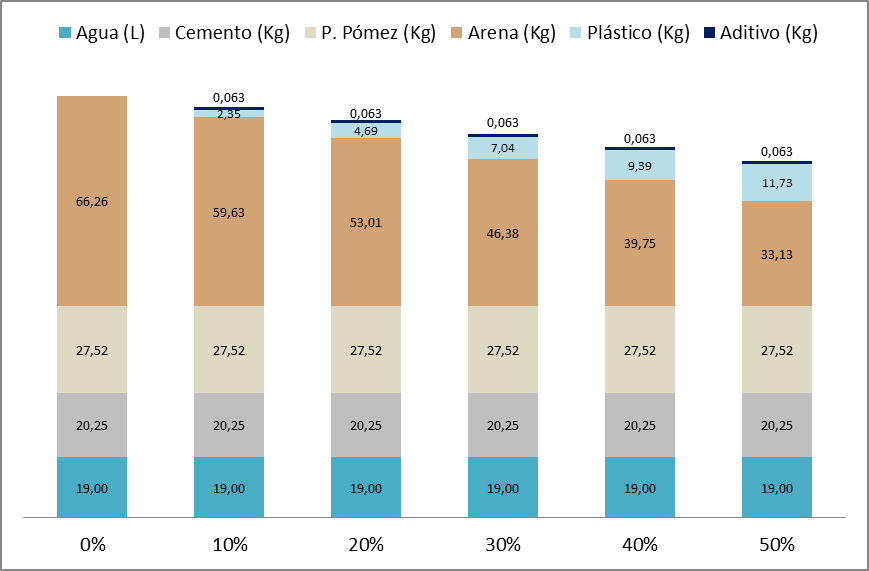 Agua (L) Cemento (Kg) P. Pómez (Kg) Arena (Kg) Plástico (Kg) Aditivo (Kg)
0,063 0,063 0,063 0,063 0,063
2,35 4,69 7,04 9,39 11,73
66,26 59,63 53,01 46,38 39,75 33,13
27,52 27,52 27,52 27,52 27,52 27,52
20,25 20,25 20,25 20,25 20,25 20,25
19,00 19,00 19,00 19,00 19,00 19,00
0% 10% 20% 30% 40% 50%